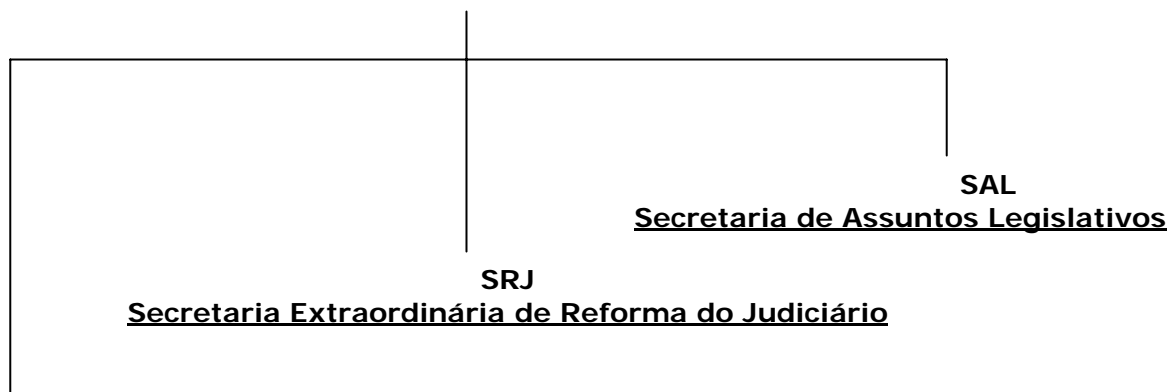 SAL
Secretaria de Assuntos Legislativos
SRJ
Secretaria Extraordinária de Reforma do Judiciário